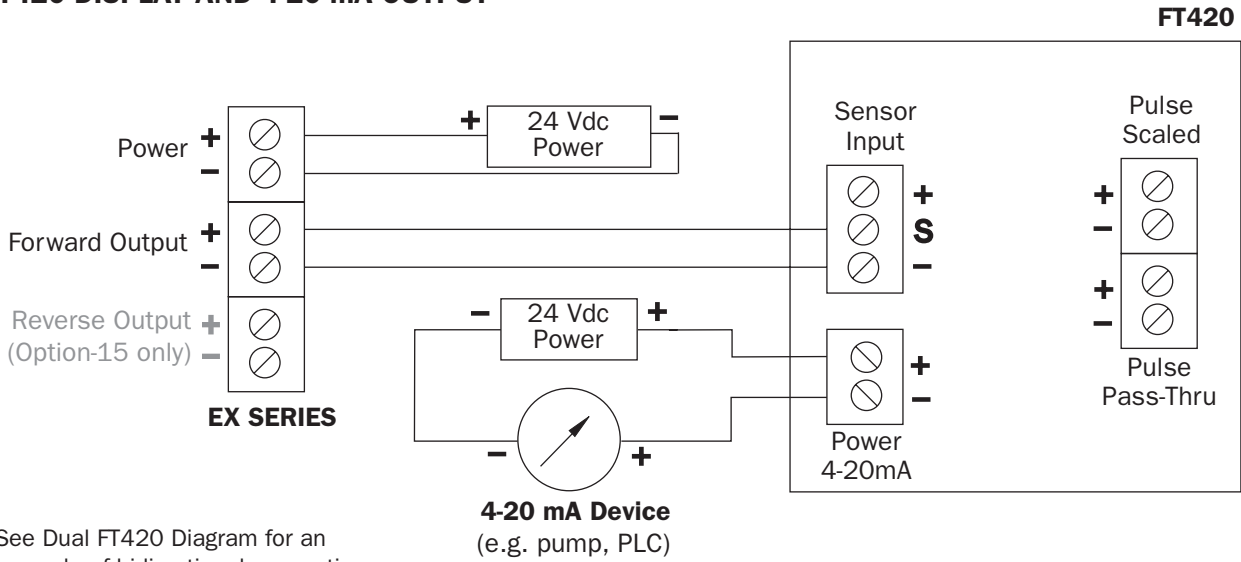 FT420
Power + −
+ 24 Vdc −
Power
Forward Output + −
Reverse Output +
(Option-15 only) −
EX SERIES
Sensor
Input
+
S
−
Pulse
Scaled
+
−
+
−
Pulse
Pass-Thru
− 24 Vdc +
Power
+
−
Power
4-20mA
− +
4-20 mA Device
(e.g. pump, PLC)
See Dual FT420 Diagram for an